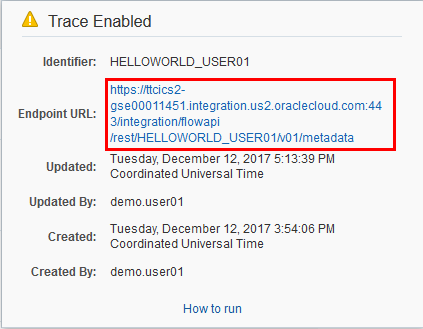 Trace Enabled
Identifier: HELLOWORLD_USER01
Endpoint URL: https://ttcics2-
gse00011451.integration.us2.oraclecloud.com:44
3/integration/flowapi
/rest/HELLOWORLD_USER01/v01/metadata
Updated: Tuesday, December 12, 2017 5:13:39 PM
Coordinated Universal Time
Updated By: demo.user01
Created: Tuesday, December 12, 2017 3:54:06 PM
Coordinated Universal Time
Created By: demo.user01
How to run